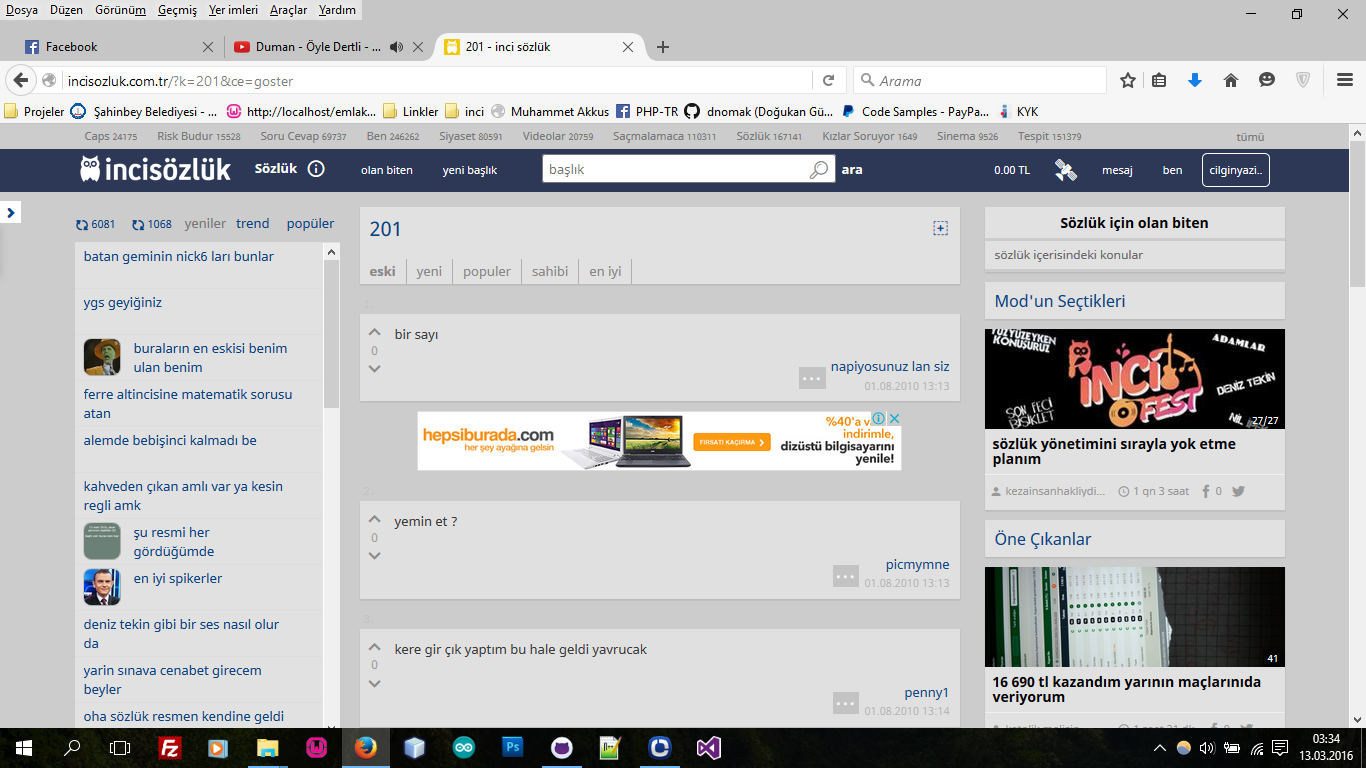 Dosya Düzen Görünüm Geçmiş Yer imleri Araçlar Yardım
Facebook
Duman - Öyle Dertli - ...
201 - inci sözlük
incisozluk.com.tr/?k=201&ce=goster
Arama
Projeler
Şahinbey Belediyesi - ...
http://localhost/emlak...
Linkler
inci
Muhammet Akkus
PHP-TR
dnomak (Doğukan Gü...
Code Samples - PayPa...
KYK
Caps 24175 Risk Budur 15528 Soru Cevap 69737 Ben 246262 Siyaset 80591 Videolar 20759 Saçmalamaca 110311 Sözlük 167141 Kızlar Soruyor 1649 Sinema 9526 Tespit 151379 tümü
incisözlük
Sözlük
olan biten
yeni başlık
başlık
ara
0.00 TL
mesaj
ben
cilginyazi..
6081 1068 yeniler trend popüler
batan geminin nick6 ları bunlar
ygs geyiğiniz
buraların en eskisi benim
ulan benim
ferre altincisine matematik sorusu
atan
alemde bebişinci kalmadı be
kahveden çıkan amlı var ya kesin
regli amk
şu resmi her
gördüğümde
en iyi spikerler
deniz tekin gibi bir ses nasıl olur
da
yarin sınava cenabet girecem
beyler
oha sözlük resmen kendine geldi
201
eski yeni populer sahibi en iyi
1.
bir sayı
0
napiyosunuz lan siz
01.08.2010 13:13
hepsiburada.com
her şey ayağına gelsin
FIRSATI KAÇIRMA
%40'a va
indirimle,
dizüstü bilgisayarını
yenile!
2.
yemin et ?
0
picmymne
01.08.2010 13:13
3.
kere gir çık yaptım bu hale geldi yavrucak
0
penny1
01.08.2010 13:14
Sözlük için olan biten
sözlük içerisindeki konular
Mod'un Seçtikleri
YÜZYÜZEYKEN
KONUŞURUZ
ADAMLAR
İNCİ
FEST
DENİZ TEKİN
SON FECİ
BİSİKLET
NİL
27/27
sözlük yönetimini sırayla yok etme
planım
kezainsanhakliydi... 1 gn 3 saat 0
Öne Çıkanlar
41
16 690 tl kazandım yarının maçlarınıda
veriyorum
03:34
13.03.2016